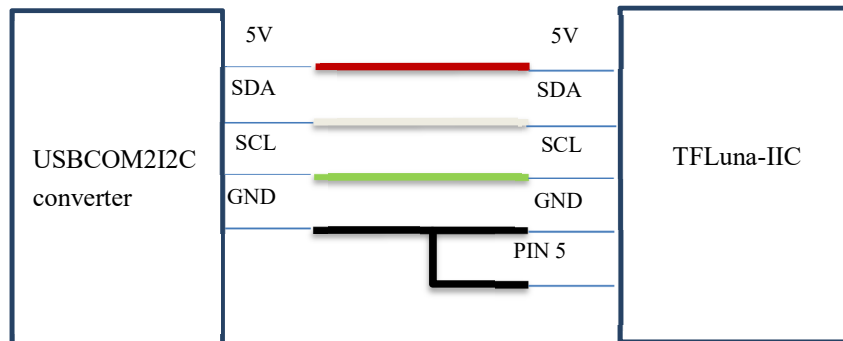 5V
SDA
SCL
GND
USBCOM2I2C
converter
5V
SDA
SCL
GND
PIN 5
TFLuna-IIC